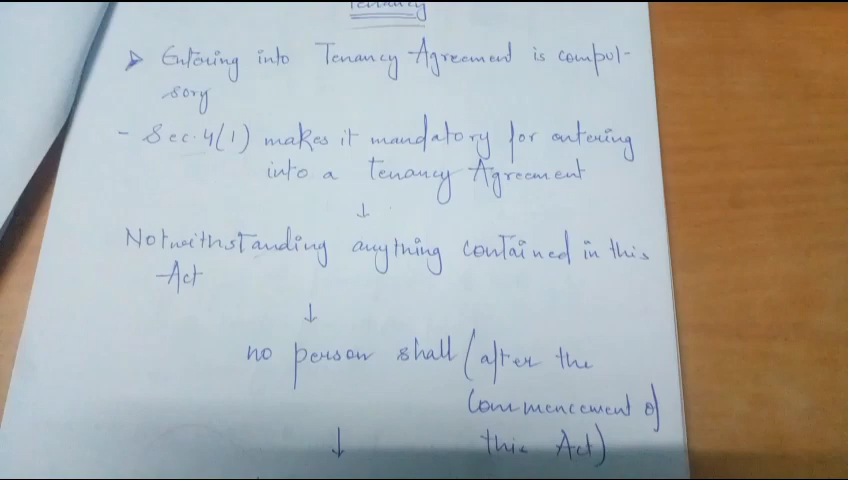 Tenancy
➤ Entering into Tenancy Agreement is compul-
sory
- Sec. 4(1) makes it mandatory for entering
into a tenancy Agreement
↓
Notwithstanding anything contained in this
Act
↓
no person shall (after the
commencement of
↓ this Act)